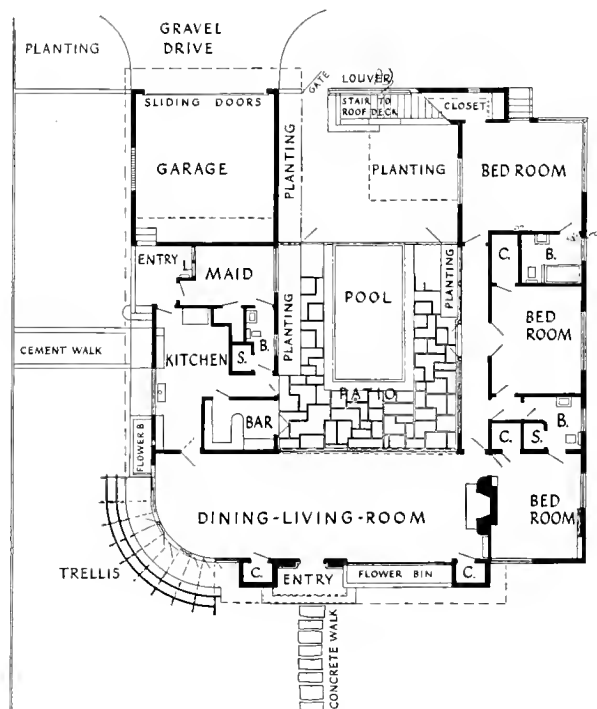 PLANTING
GRAVEL
DRIVE
GATE
LOUVER
SLIDING DOORS
STAIR TO
ROOF DECK
CLOSET
GARAGE
PLANTING
PLANTING
BED ROOM
ENTRY
L
MAID
C.
B.
POOL
PLANTING
PLANTING
BED
ROOM
CEMENT WALK
KITCHEN
B.
S.
PATIO
BAR
FLOWER B
C.
S.
B.
DINING-LIVING-ROOM
BED
ROOM
TRELLIS
C.
ENTRY
FLOWER BIN
C.
CONCRETE WALK